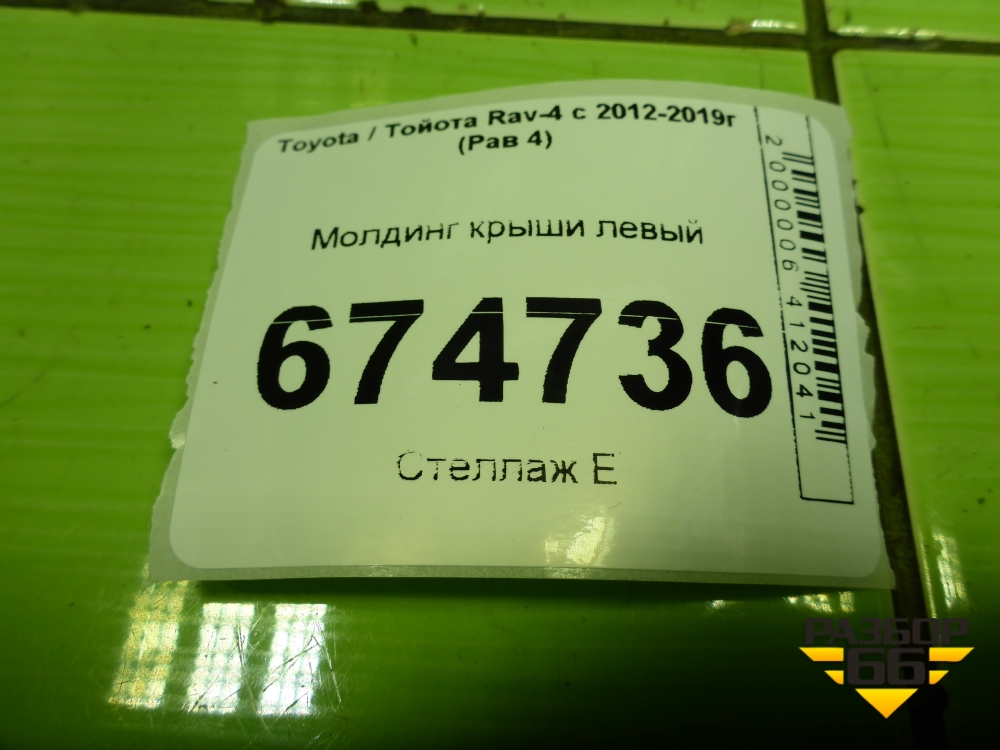 Toyota / Тойота Rav-4 с 2012-2019г
(Рав 4)
Молдинг крыши левый
674736
Стеллаж Е
2000006412041
РАЗБОР
66